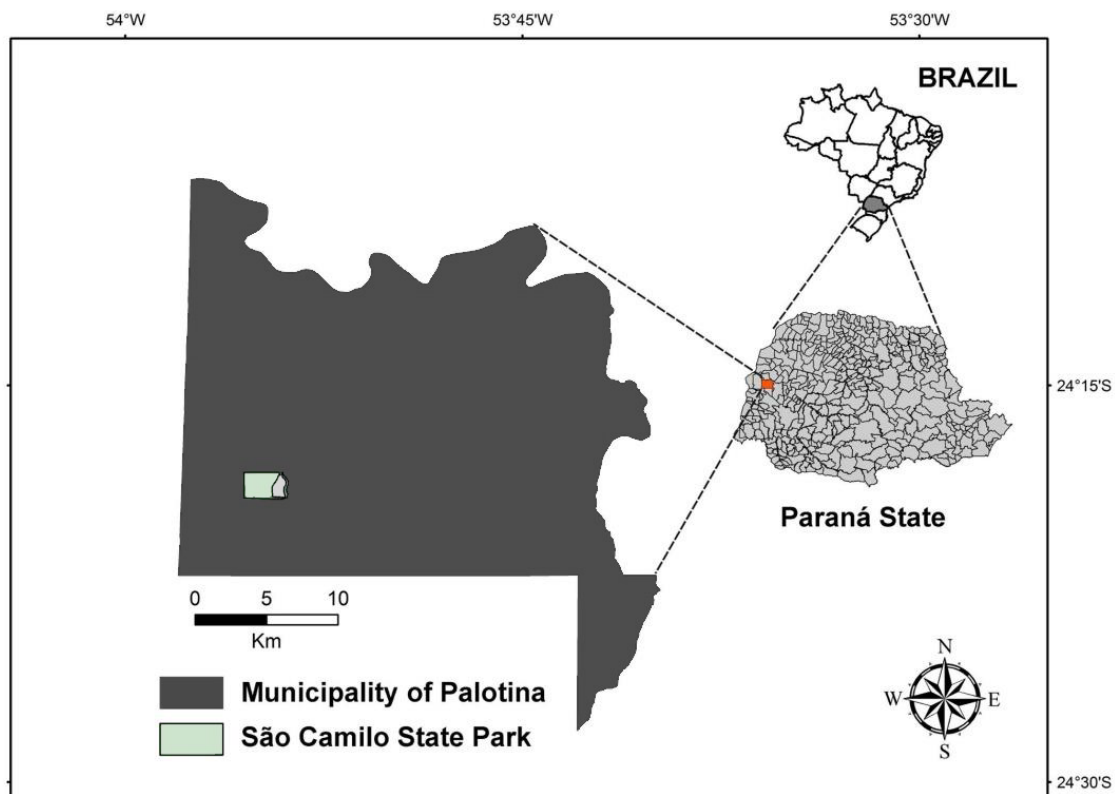 54°W
53°45'W
53°30'W
BRAZIL
24°15'S
Paraná State
0 5 10
Km
Municipality of Palotina
São Camilo State Park
N
W E
S
24°30'S